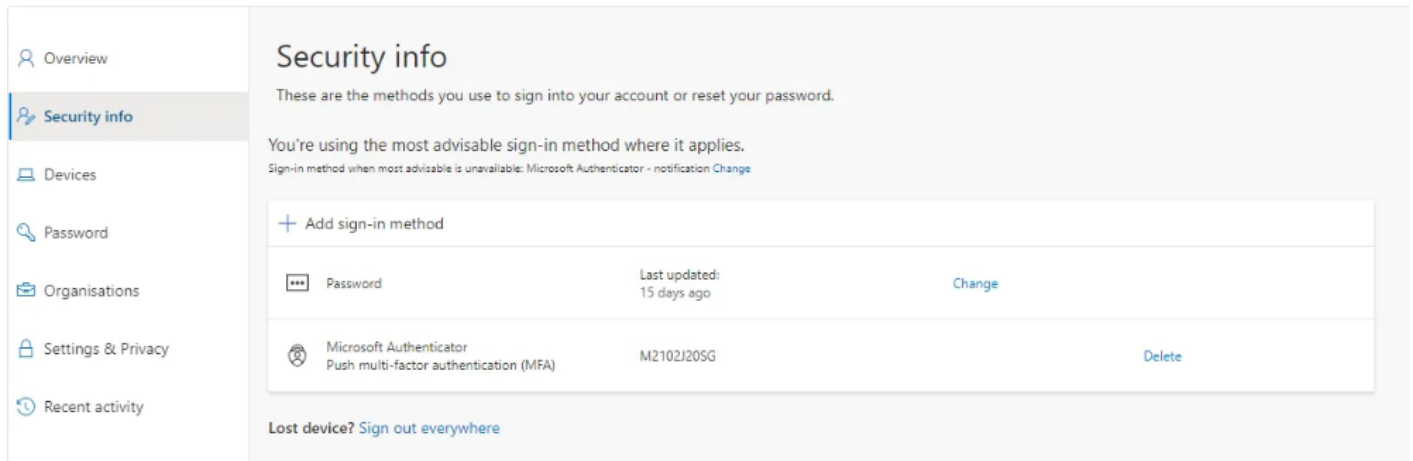 Overview
Security info
Devices
Password
Organisations
Settings & Privacy
Recent activity
Security info
These are the methods you use to sign into your account or reset your password.
You're using the most advisable sign-in method where it applies.
Sign-in method when most advisable is unavailable: Microsoft Authenticator - notification Change
Add sign-in method
Password
Last updated:
15 days ago
Change
Microsoft Authenticator
Push multi-factor authentication (MFA)
M2102J20SG
Delete
Lost device? Sign out everywhere